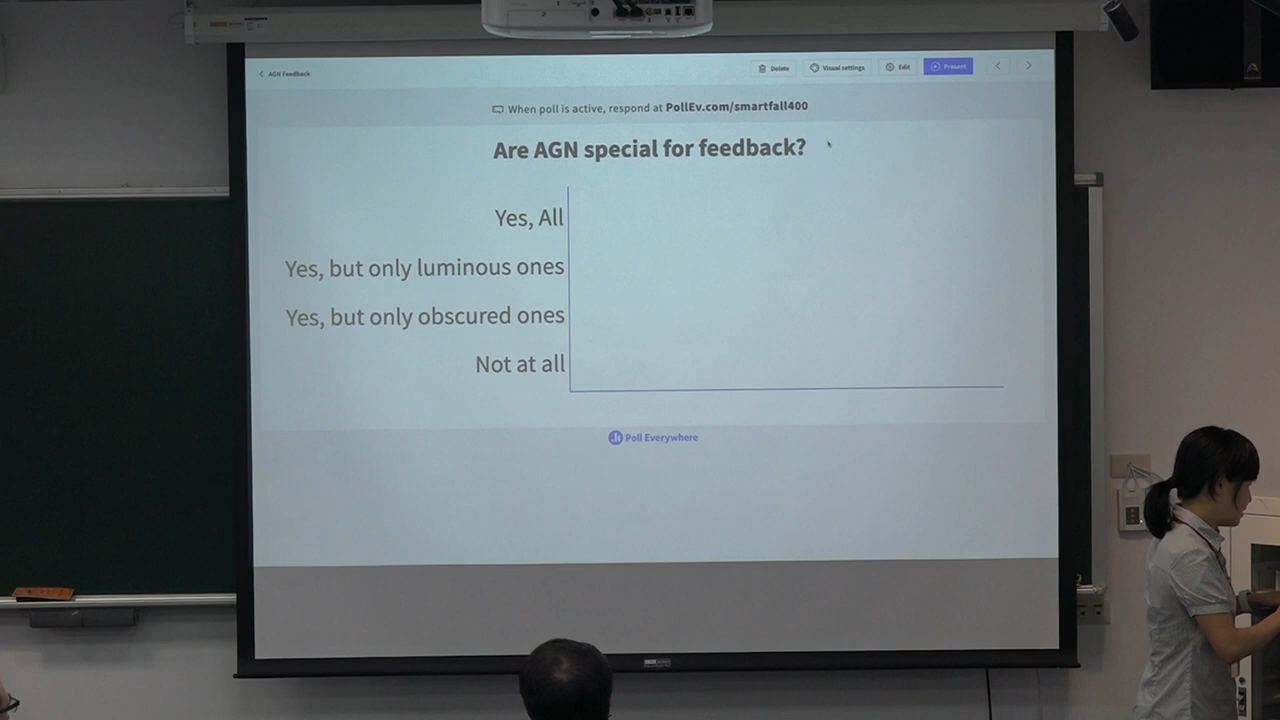 AGN Feedback
Delete
Visual settings
Edit
Present
When poll is active, respond at PollEv.com/smartfall400
Are AGN special for feedback?
Yes, All
Yes, but only luminous ones
Yes, but only obscured ones
Not at all
Poll Everywhere